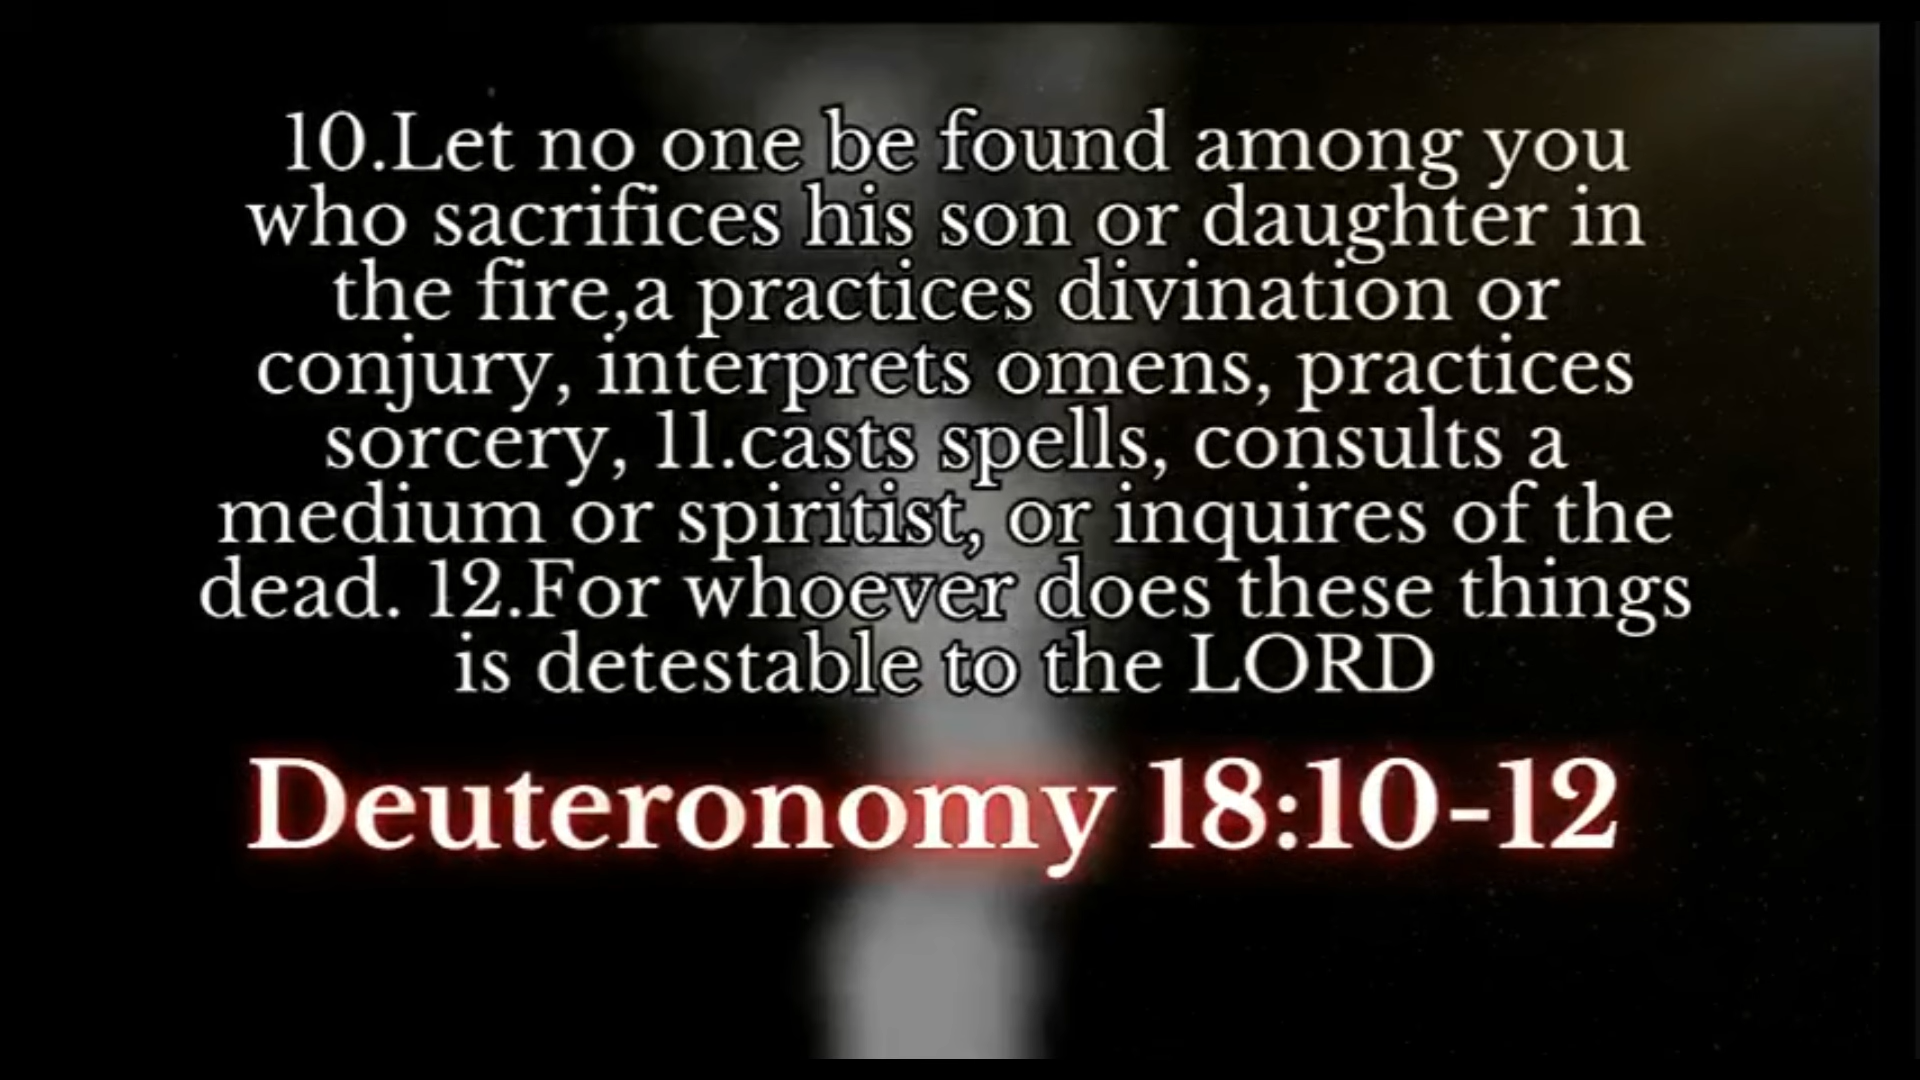 10.Let no one be found among you
who sacrifices his son or daughter in
the fire,a practices divination or
conjury, interprets omens, practices
sorcery, 11.casts spells, consults a
medium or spiritist, or inquires of the
dead. 12.For whoever does these things
is detestable to the LORD
Deuteronomy 18:10-12